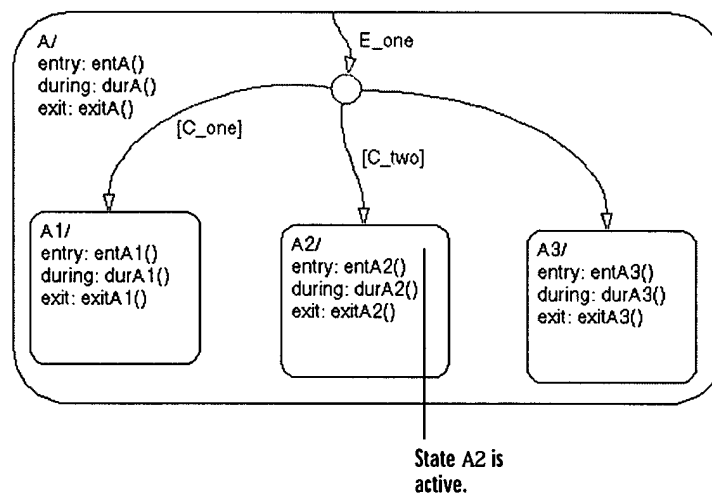 A/
entry: entA()
during: durA()
exit: exitA()
E_one
[C_one]
[C_two]
A1/
entry: entA1()
during: durA1()
exit: exitA1()
A2/
entry: entA2()
during: durA2()
exit: exitA2()
A3/
entry: entA3()
during: durA3()
exit: exitA3()
State A2 is
active.